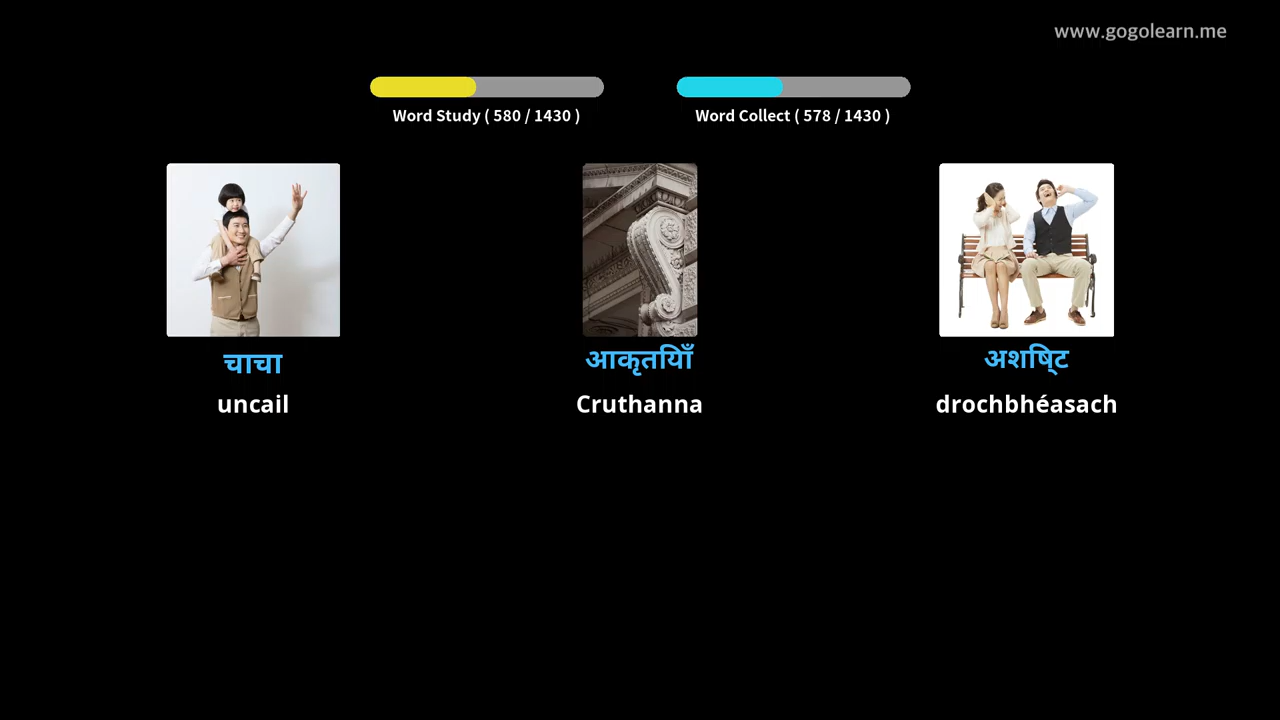 www.gogolearn.me
Word Study ( 580 / 1430 )
Word Collect ( 578 / 1430 )
चाचा
आकृतियाँ
अशिष्ट
uncail
Cruthanna
drochbhéasach